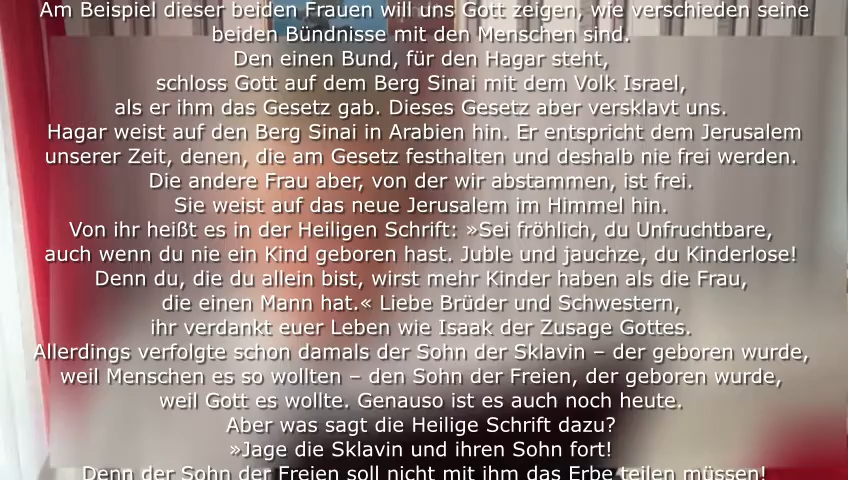 Am Beispiel dieser beiden Frauen will uns Gott zeigen, wie verschieden seine
beiden Bündnisse mit den Menschen sind.
Den einen Bund, für den Hagar steht,
schloss Gott auf dem Berg Sinai mit dem Volk Israel,
als er ihm das Gesetz gab. Dieses Gesetz aber versklavt uns.
Hagar weist auf den Berg Sinai in Arabien hin. Er entspricht dem Jerusalem
unserer Zeit, denen, die am Gesetz festhalten und deshalb nie frei werden.
Die andere Frau aber, von der wir abstammen, ist frei.
Sie weist auf das neue Jerusalem im Himmel hin.
Von ihr heißt es in der Heiligen Schrift: »Sei fröhlich, du Unfruchtbare,
auch wenn du nie ein Kind geboren hast. Juble und jauchze, du Kinderlose!
Denn du, die du allein bist, wirst mehr Kinder haben als die Frau,
die einen Mann hat.« Liebe Brüder und Schwestern,
ihr verdankt euer Leben wie Isaak der Zusage Gottes.
Allerdings verfolgte schon damals der Sohn der Sklavin – der geboren wurde,
weil Menschen es so wollten – den Sohn der Freien, der geboren wurde,
weil Gott es wollte. Genauso ist es auch noch heute.
Aber was sagt die Heilige Schrift dazu?
»Jage die Sklavin und ihren Sohn fort!
Denn der Sohn der Freien soll nicht mit ihm das Erbe teilen müssen!